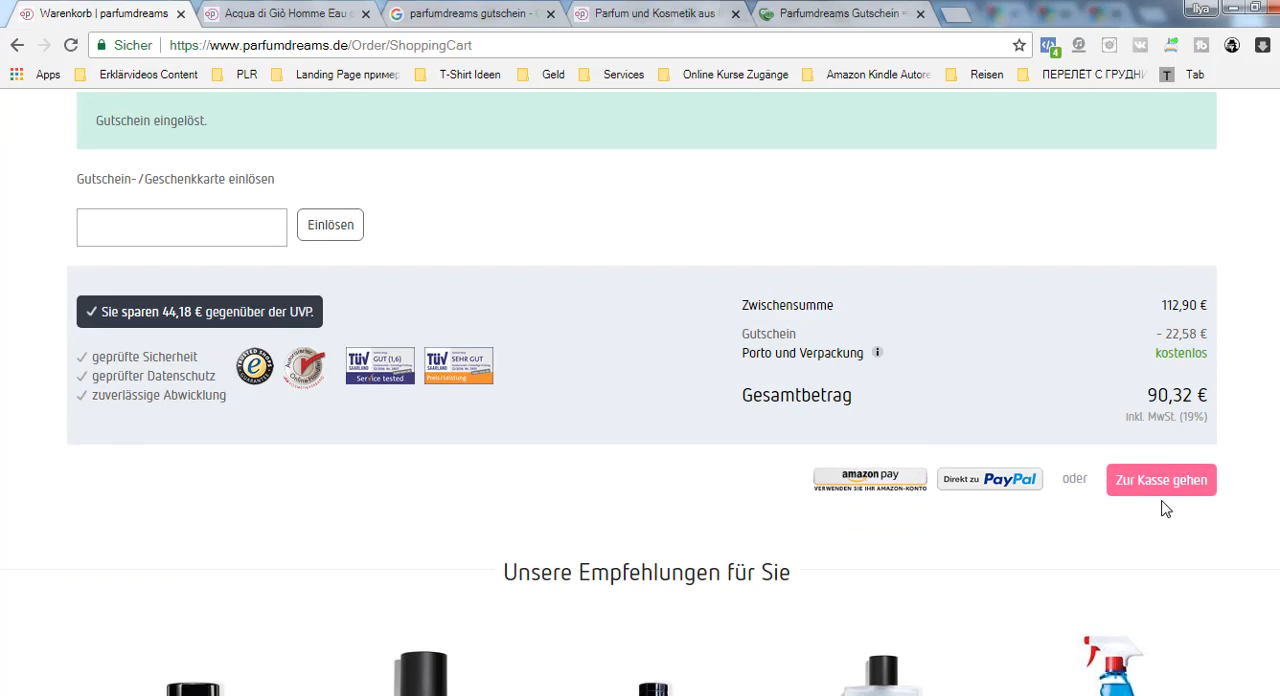 Warenkorb | parfumdreams
Acqua di Giò Homme Eau
parfumdreams gutschein -
Parfum und Kosmetik aus
Parfumdreams Gutschein
Ilya
Sicher
https://www.parfumdreams.de/Order/ShoppingCart
4
Apps
Erklärvideos Content
PLR
Landing Page пример
T-Shirt Ideen
Geld
Services
Online Kurse Zugänge
Amazon Kindle Autore
Reisen
ПЕРЕЛЁТ С ГРУДНИ
T
Tab
Gutschein eingelöst.
Gutschein-/Geschenkkarte einlösen
Einlösen
✓ Sie sparen 44,18 € gegenüber der UVP.
✓ geprüfte Sicherheit
✓ geprüfter Datenschutz
✓ zuverlässige Abwicklung
TÜV SAARLAND GUT (1,6)
Service tested
TÜV SAARLAND SEHR GUT
Preis/Leistung
Zwischensumme 112,90 €
Gutschein - 22,58 €
Porto und Verpackung i kostenlos
Gesamtbetrag 90,32 €
inkl. MwSt. (19%)
amazon pay
VERWENDEN SIE IHR AMAZON-KONTO
Direkt zu PayPal
oder
Zur Kasse gehen
Unsere Empfehlungen für Sie